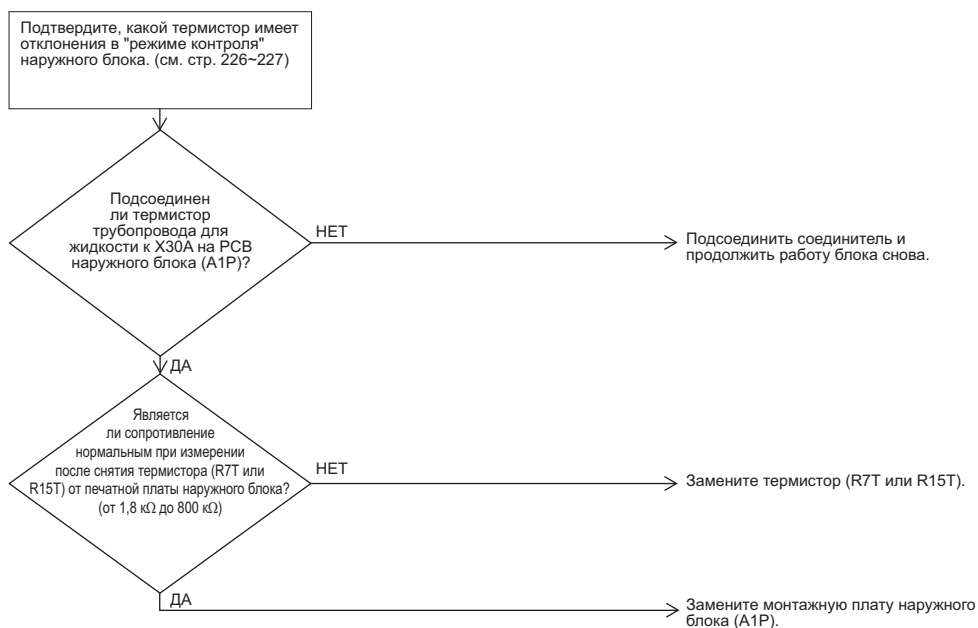 Подтвердите, какой термистор имеет
отклонения в "режиме контроля"
наружного блока. (см. стр. 226~227)
Подсоединен
ли термистор
трубопровода для
жидкости к X30A на PCB
наружного блока (A1P)?
НЕТ
Подсоединить соединитель и
продолжить работу блока снова.
ДА
Является
ли сопротивление
нормальным при измерении
после снятия термистора (R7T или
R15T) от печатной платы наружного блока?
(от 1,8 кΩ до 800 кΩ)
НЕТ
Замените термистор (R7T или R15T).
ДА
Замените монтажную плату наружного
блока (A1P).